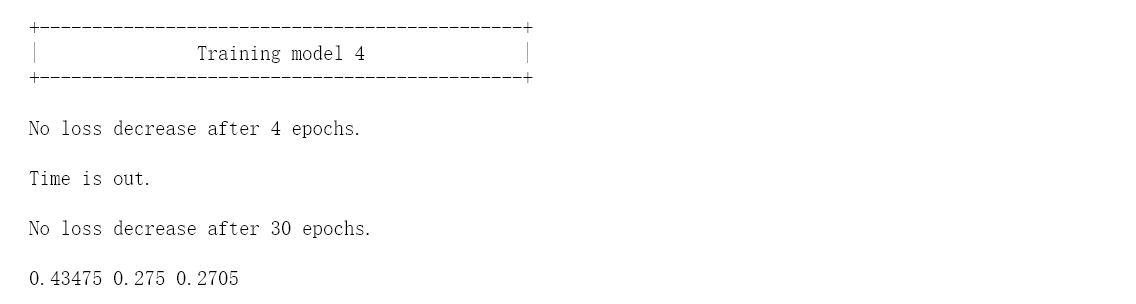 +----------------------------------------------+
|               Training model 4               |
+----------------------------------------------+
No loss decrease after 4 epochs.
Time is out.
No loss decrease after 30 epochs.
0.43475 0.275 0.2705